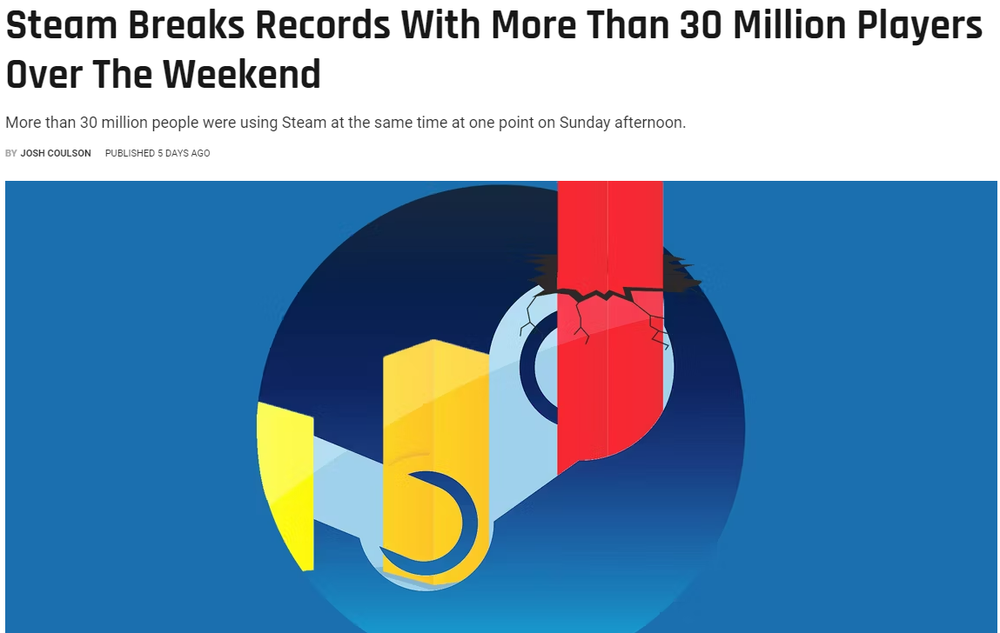 Steam Breaks Records With More Than 30 Million Players
Over The Weekend
More than 30 million people were using Steam at the same time at one point on Sunday afternoon.
BY JOSH COULSON PUBLISHED 5 DAYS AGO